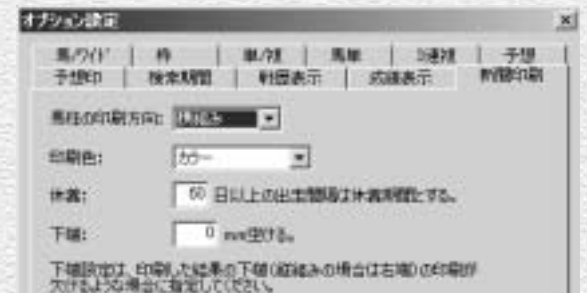 オプション設定
馬/ワイド 枠 単/複 馬単 3連複 予想
予想印 検索期間 戦歴表示 成績表示 新聞印刷
馬柱の印刷方向: 横組み
印刷色: カラー
休養: 60 日以上の出走間隔は休養期間とする。
下端: 0 mm空ける。
下端設定は、印刷した結果の下端(縦組みの場合は右端)の印刷が
欠けるような場合に指定してください。